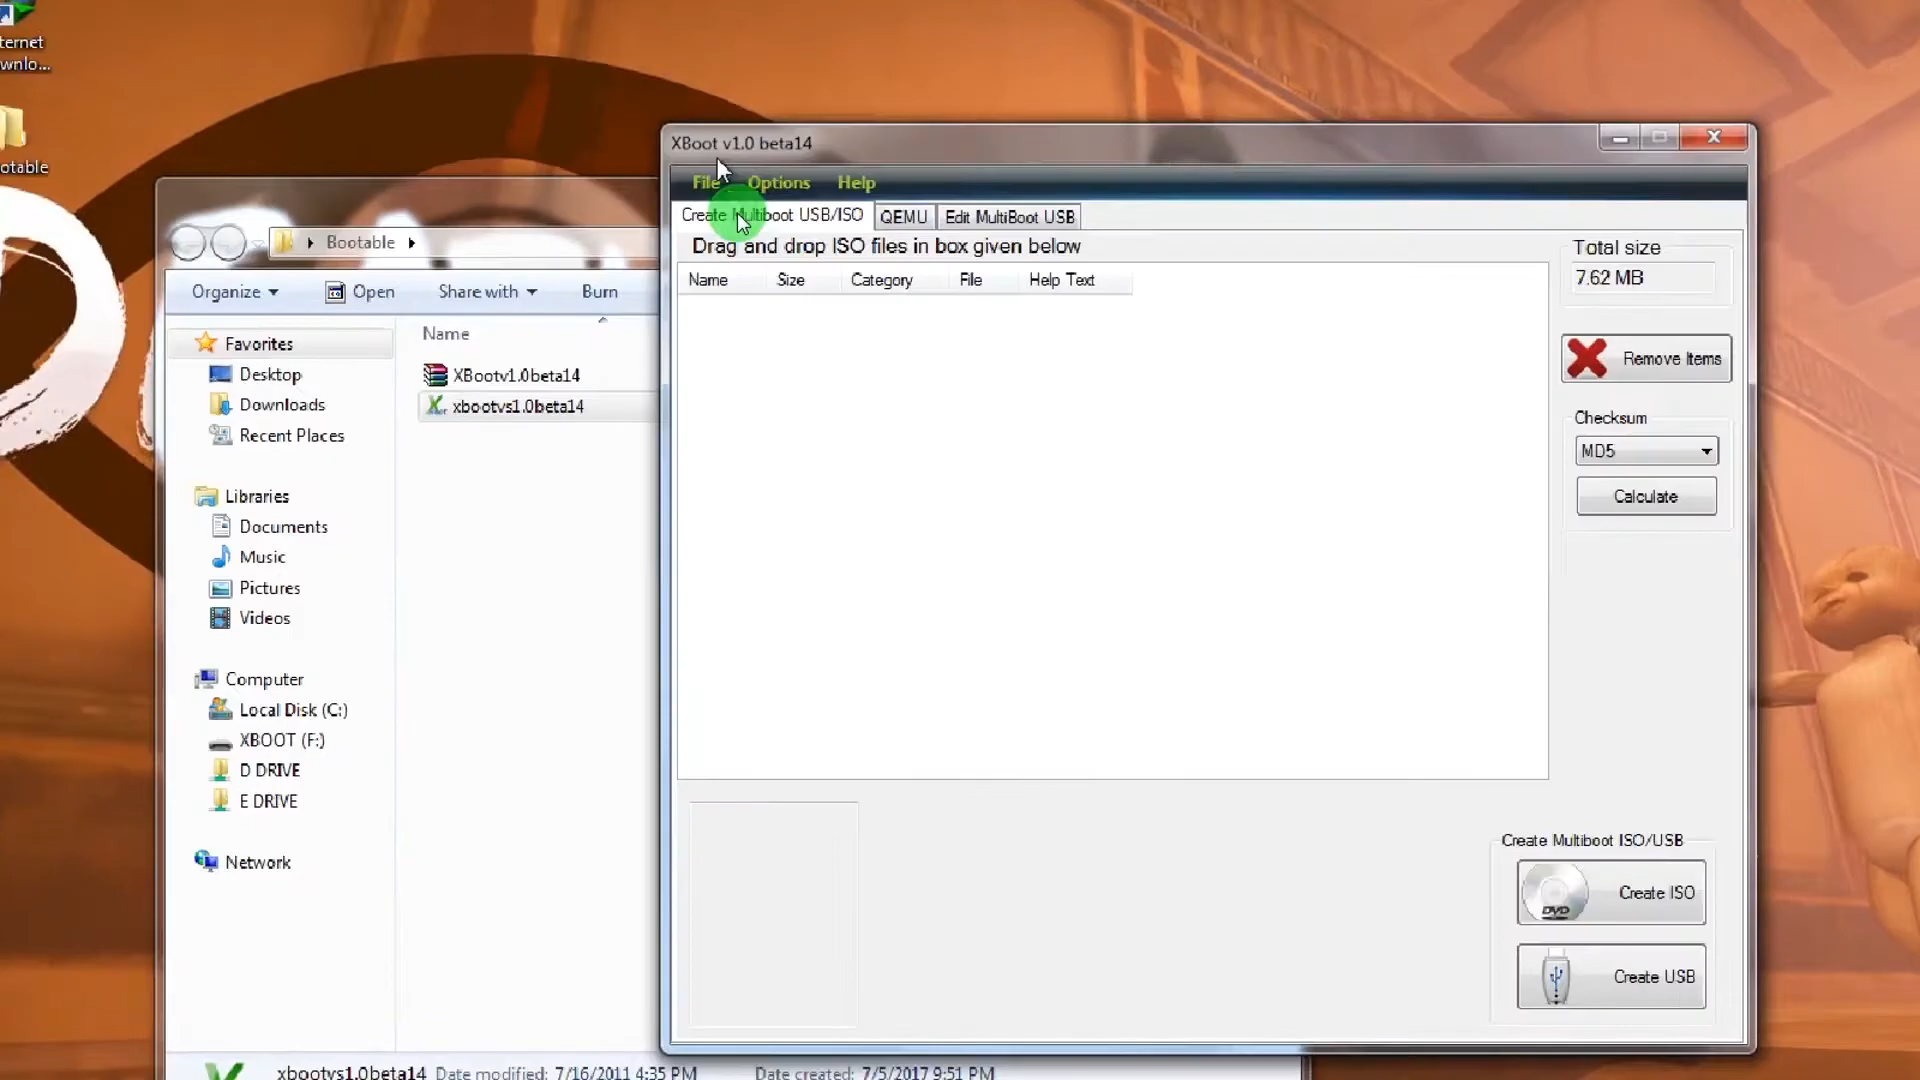 ternet
wnlo...
otable
XBoot v1.0 beta14
File Options Help
Create Multiboot USB/ISO QEMU Edit MultiBoot USB
Drag and drop ISO files in box given below
Name Size Category File Help Text
Total size
7.62 MB
Remove Items
Checksum
MD5
Calculate
Create Multiboot ISO/USB
DVD
Create ISO
Create USB
Bootable
Organize Open Share with Burn
Name
XBootv1.0beta14
xbootvs1.0beta14
Favorites
Desktop
Downloads
Recent Places
Libraries
Documents
Music
Pictures
Videos
Computer
Local Disk (C:)
XBOOT (F:)
D DRIVE
E DRIVE
Network
xbootvs1.0beta14 Date modified: 7/16/2011 4:35 PM Date created: 7/5/2017 9:51 PM